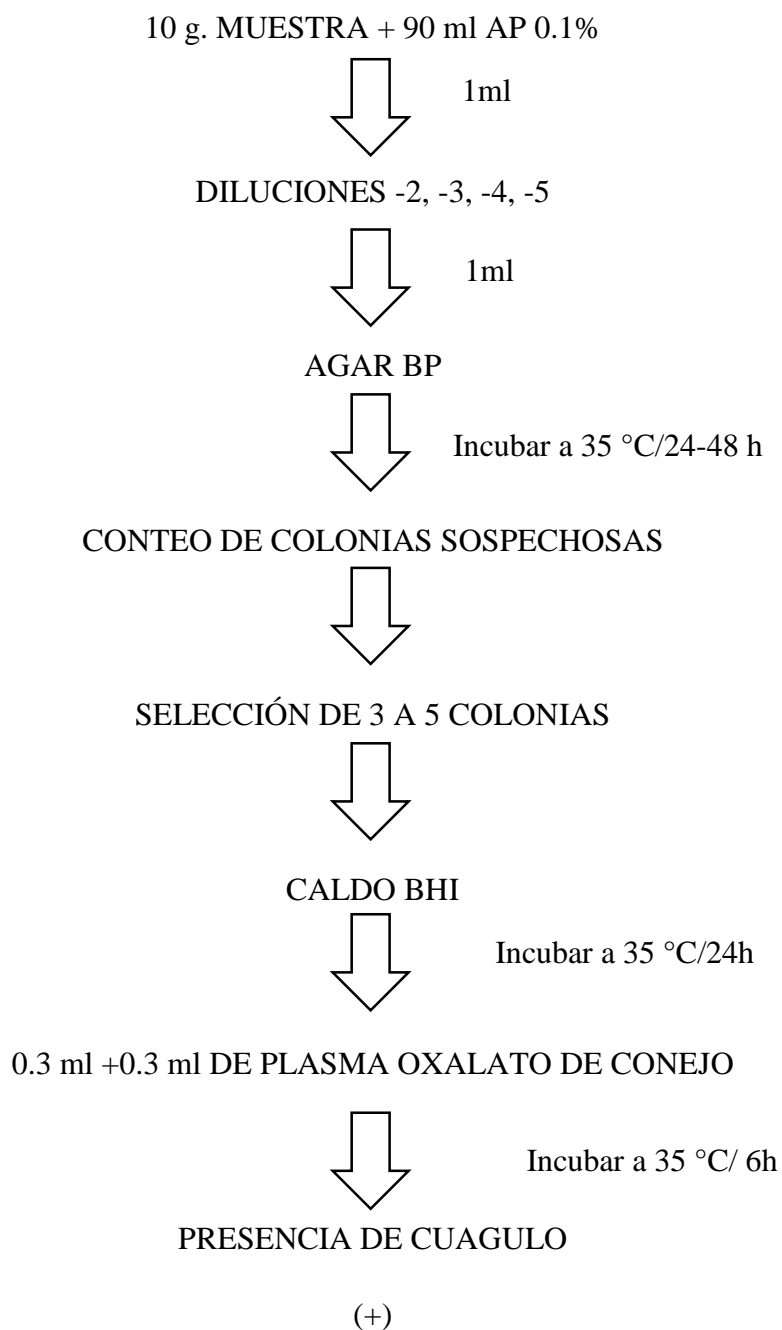 10 g. MUESTRA + 90 ml AP 0.1%
1ml
DILUCIONES -2, -3, -4, -5
1ml
AGAR BP
Incubar a 35 °C/24-48 h
CONTEO DE COLONIAS SOSPECHOSAS
SELECCIÓN DE 3 A 5 COLONIAS
CALDO BHI
Incubar a 35 °C/24h
0.3 ml +0.3 ml DE PLASMA OXALATO DE CONEJO
Incubar a 35 °C/ 6h
PRESENCIA DE CUAGULO
(+)